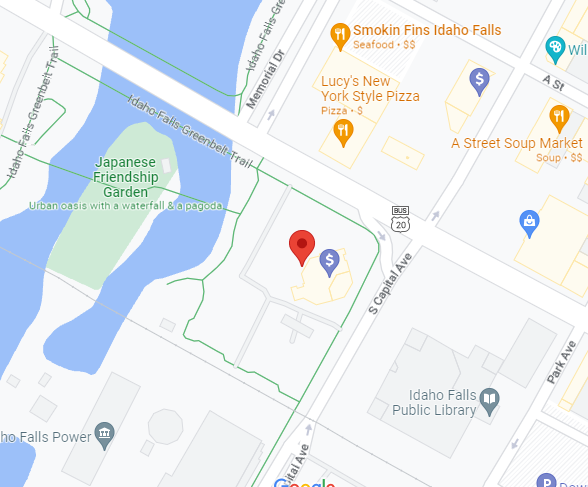 Smokin Fins Idaho Falls
Seafood • $$
Wil
Idaho Falls Greenbelt Trail
Idaho-Falls-Gre
Memorial Dr
Lucy's New
York Style Pizza
Pizza • $
$
A St
A Street Soup Market
Soup • $$
Idaho Falls-Greenbelt-Trail
Japanese
Friendship
Garden
Urban oasis with a waterfall & a pagoda
BUS
20
$
S Capital Ave
Park Ave
Idaho Falls
Public Library
ho Falls Power
ital Ave
Google
P